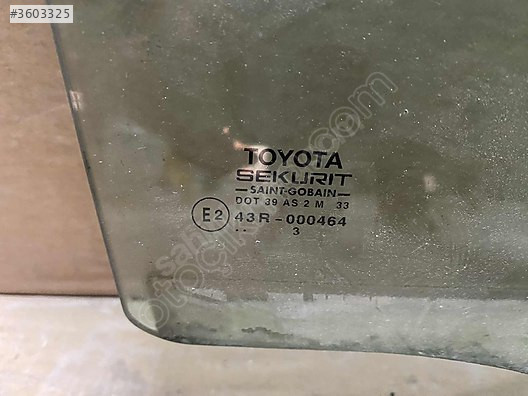 #3603325
TOYOTA
SEKURIT
SAINT-GOBAIN
DOT 39 AS 2 M 33
E2 43R-000464
.. 3